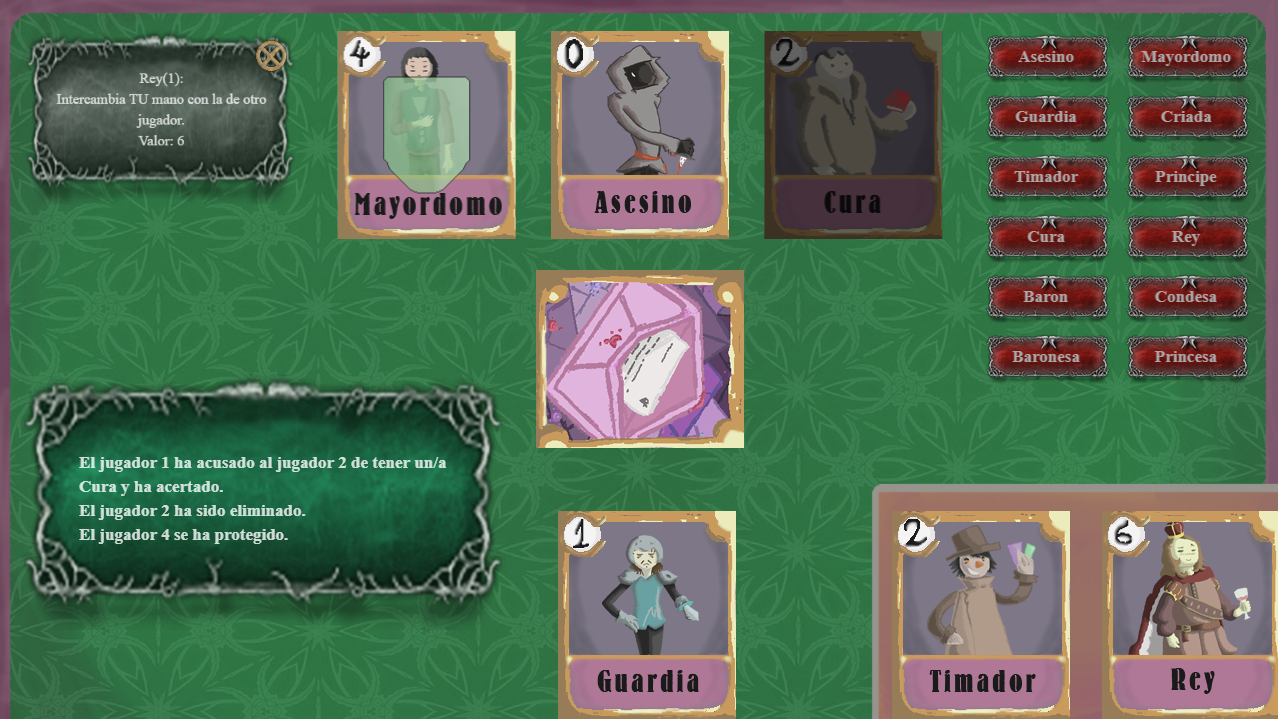 Rey(1):
Intercambia TU mano con la de otro
jugador.
Valor: 6
4
Mayordomo
0
Asesino
2
Cura
Asesino
Mayordomo
Guardia
Criada
Timador
Principe
Cura
Rey
Baron
Condesa
Baronesa
Princesa
El jugador 1 ha acusado al jugador 2 de tener un/a
Cura y ha acertado.
El jugador 2 ha sido eliminado.
El jugador 4 se ha protegido.
1
Guardia
2
Timador
6
Rey